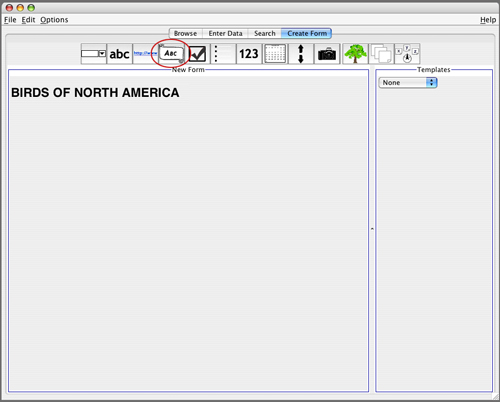 File Edit Options Help
Browse Enter Data Search Create Form
abc http://www ABC 123
New Form Templates
None
BIRDS OF NORTH AMERICA